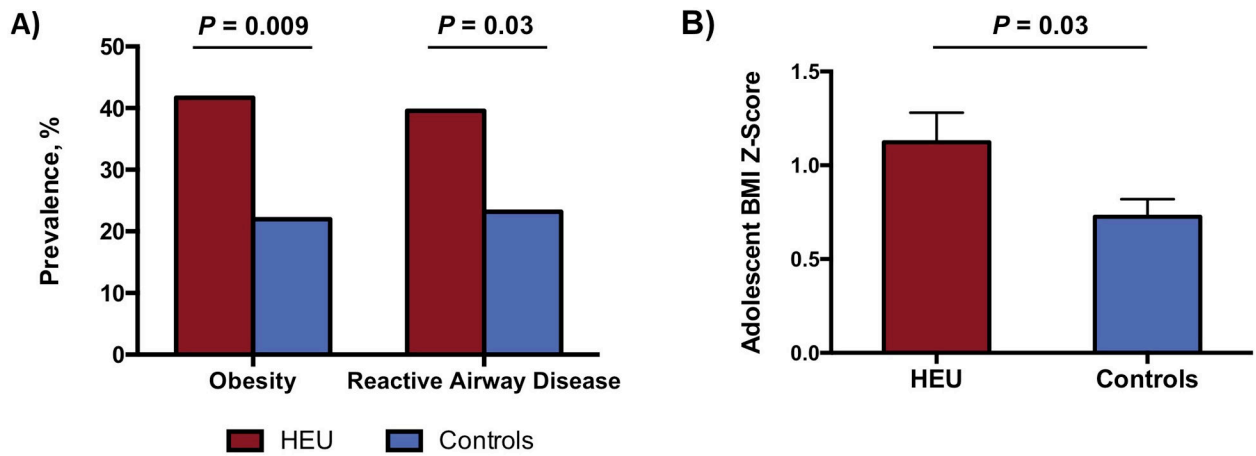 A)
P = 0.009
P = 0.03
Prevalence, %
50
40
30
20
10
0
Obesity
Reactive Airway Disease
HEU
Controls
B)
P = 0.03
Adolescent BMI Z-Score
1.5
1.0
0.5
0.0
HEU
Controls